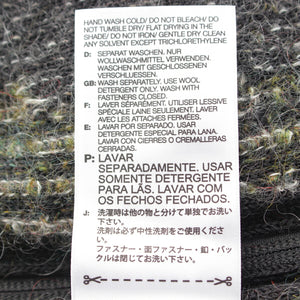 HAND WASH COLD/ DO NOT BLEACH/ DO
NOT TUMBLE DRY/ FLAT DRYING IN THE
SHADE/ DO NOT IRON/ GENTLE DRY CLEAN
ANY SOLVENT EXCEPT TRICHLORETHYLENE
D: SEPARAT WASCHEN. NUR
WOLLWASCHMITTEL VERWENDEN.
WASCHEN MIT GESCHLOSSENEN
VERSCHLUESSEN.
GB: WASH SEPARATELY. USE WOOL
DETERGENT ONLY. WASH WITH
FASTENERS CLOSED.
F: LAVER SÉPARÉMENT. UTILISER LESSIVE
SPÉCIALE LAINE SEULEMENT. LAVER
AVEC LES ATTACHES FERMÉES.
E: LAVAR POR SEPARADO. USAR
DETERGENTE ESPECIAL PARA LANA.
LAVAR CON CIERRES O CREMALLERAS
CERRADAS.
P: LAVAR
SEPARADAMENTE. USAR
SOMENTE DETERGENTE
PARA LÃS. LAVAR COM
OS FECHOS FECHADOS.
J: 洗濯時は他の物と分けて単独でお洗い
下さい。
洗剤は必ず中性洗剤をご使用ください。
ファスナー・面ファスナー・釦・バッ
クルは閉じてお洗い下さい。